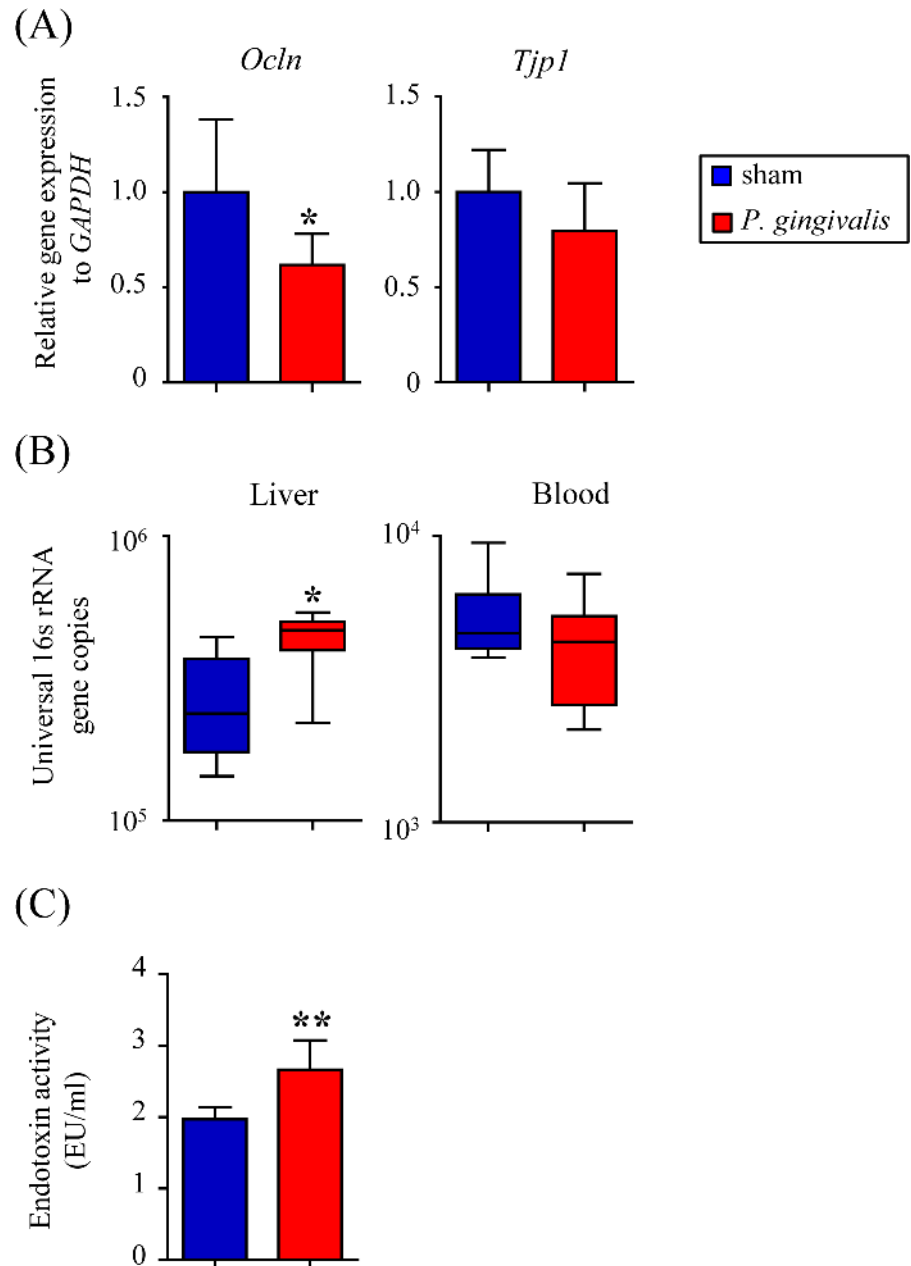 (A)
Ocln
Tjp1
Relative gene expression
to GAPDH
1.5
1.0
0.5
0
*
1.5
1.0
0.5
0
sham
P. gingivalis
(B)
Liver
Blood
Universal 16s rRNA
gene copies
10⁶
10⁵
*
10⁴
10³
(C)
Endotoxin activity
(EU/ml)
4
3
2
1
0
**